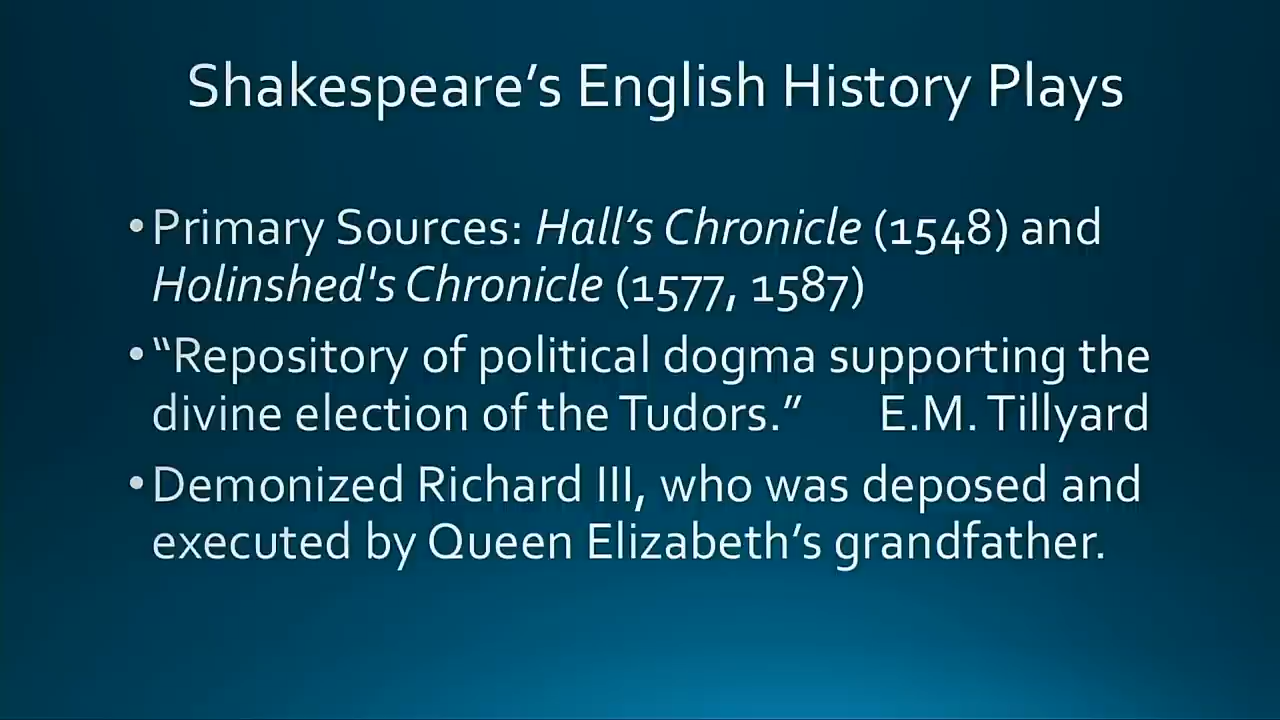 Shakespeare’s English History Plays
•Primary Sources: Hall’s Chronicle (1548) and
Holinshed's Chronicle (1577, 1587)
•“Repository of political dogma supporting the
divine election of the Tudors.” E.M. Tillyard
•Demonized Richard III, who was deposed and
executed by Queen Elizabeth’s grandfather.